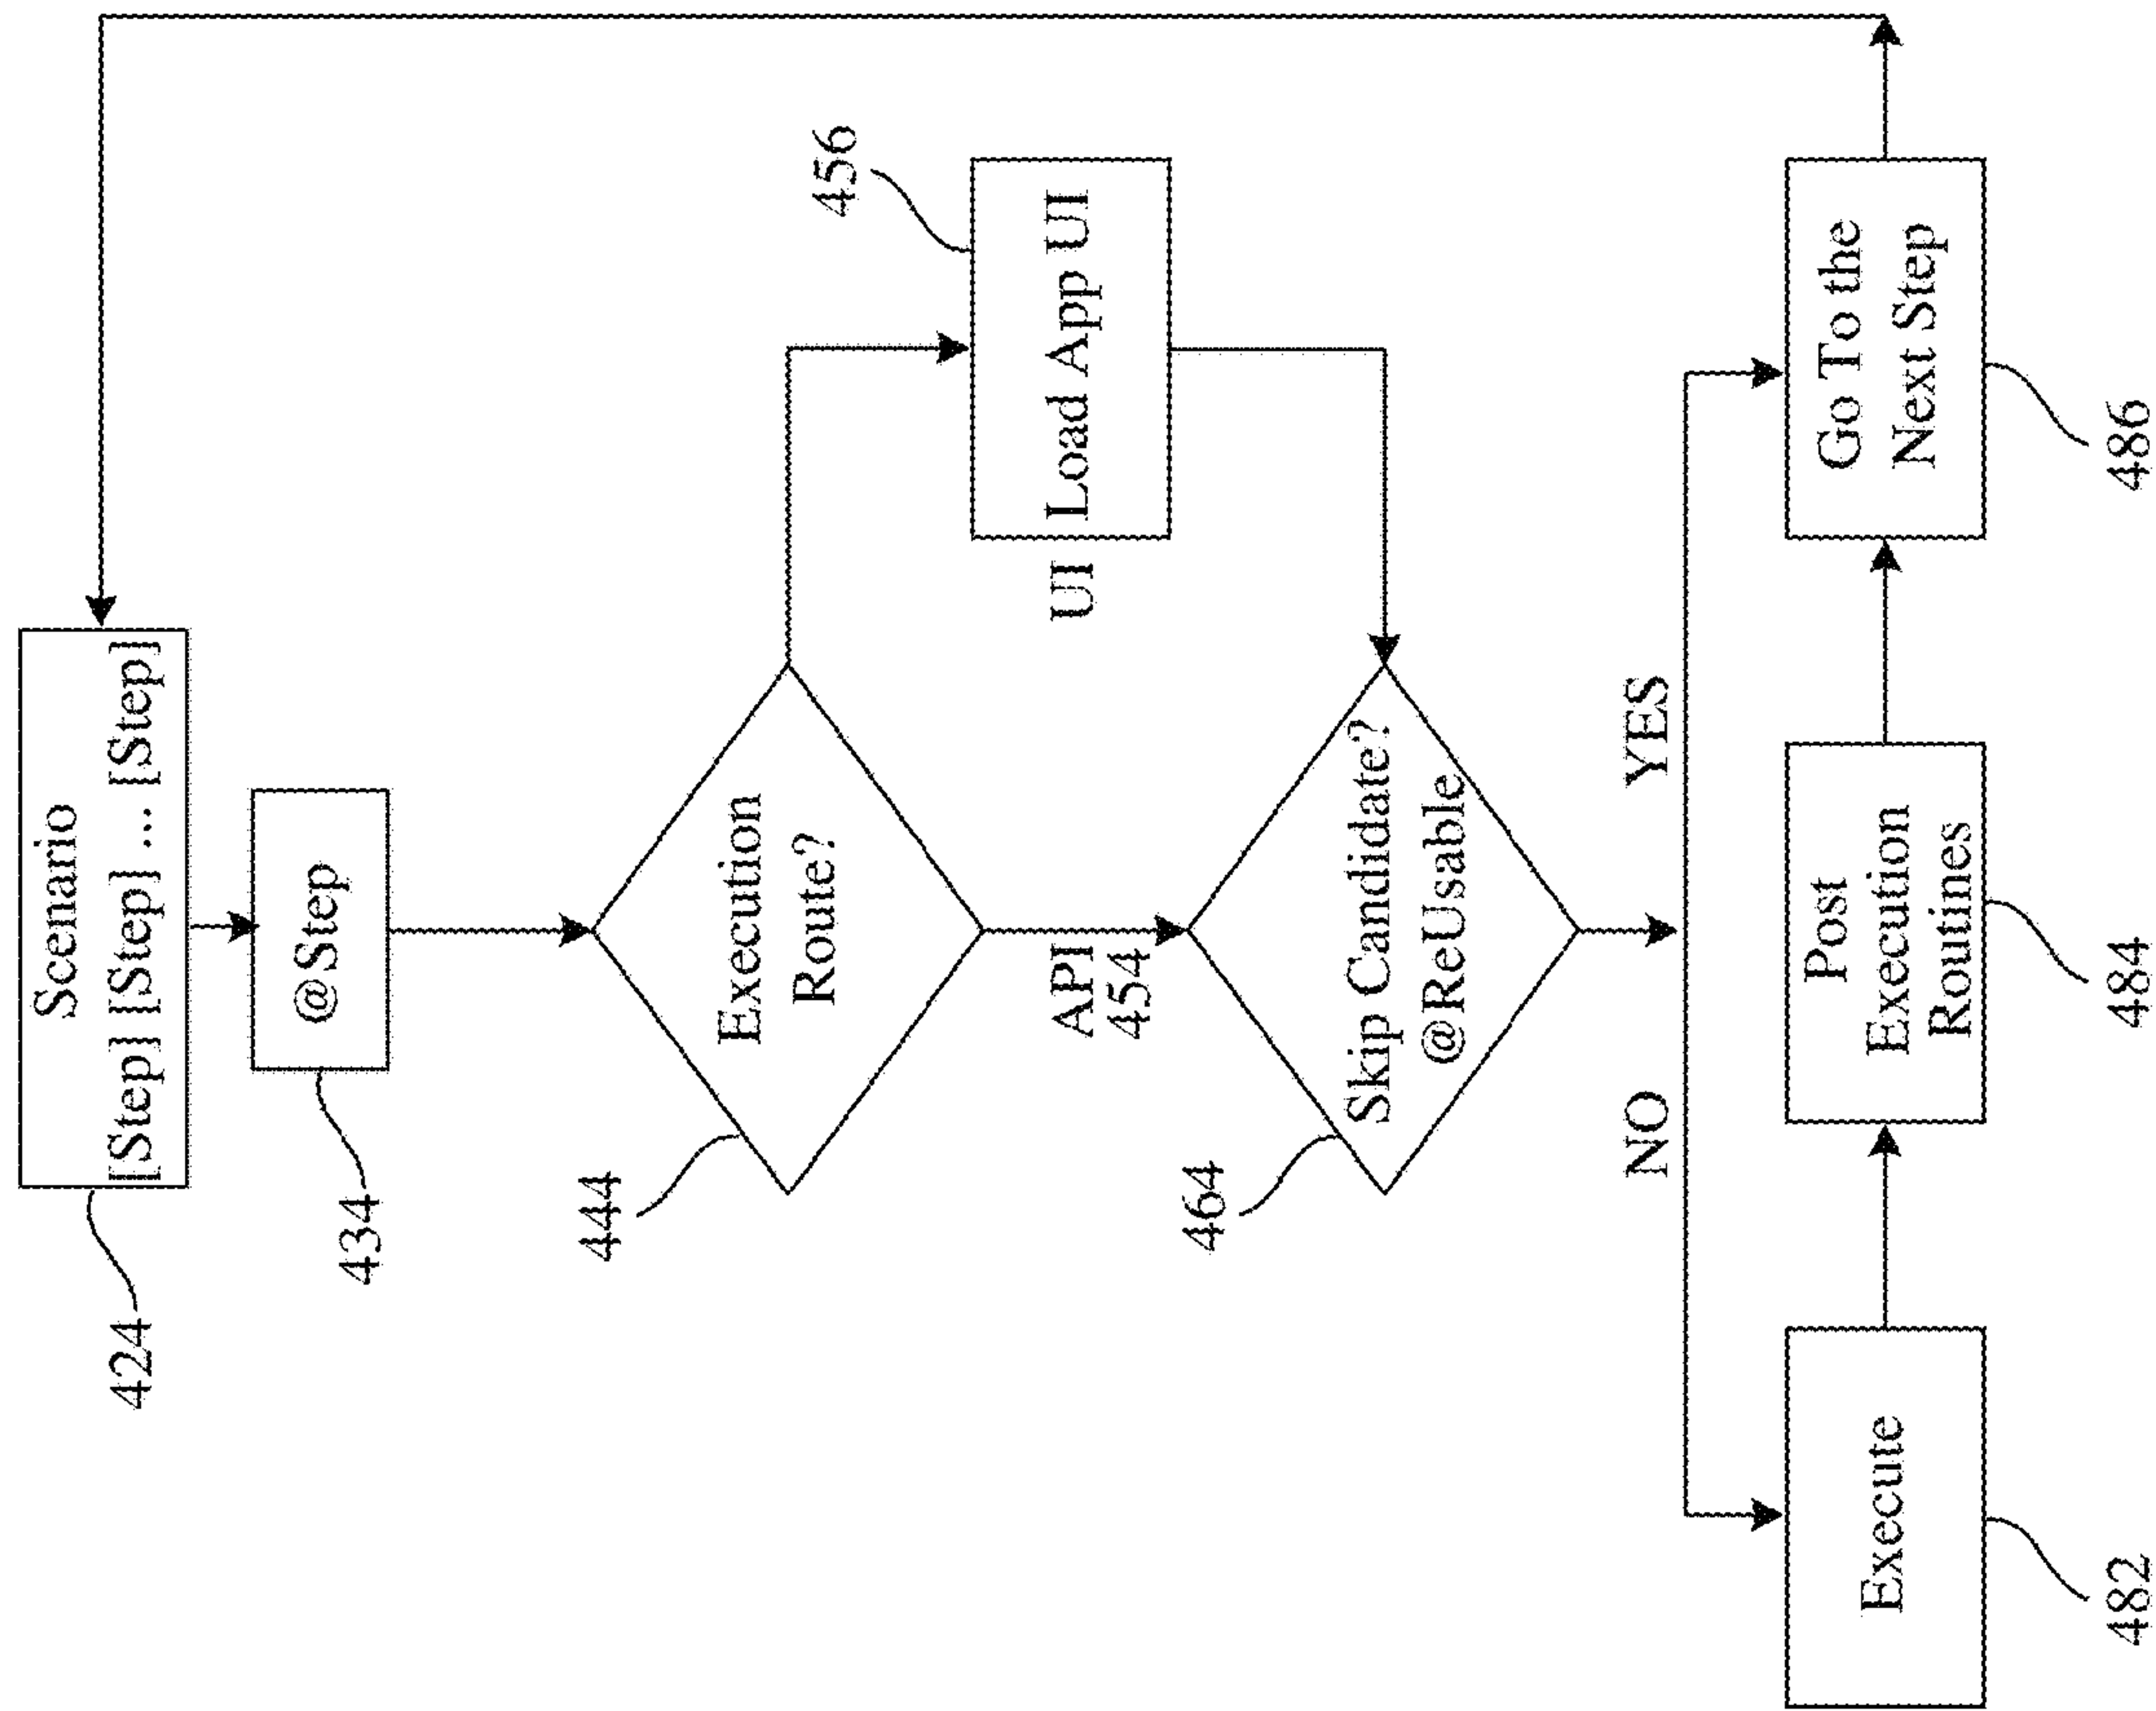 Scenario
[Step] [Step] ... [Step]
424
@Step
434
Execution
Route?
444
UI
Load App UI
456
API
454
Skip Candidate?
@ReUsable
464
NO
YES
Execute
482
Post
Execution
Routines
484
Go To the
Next Step
486